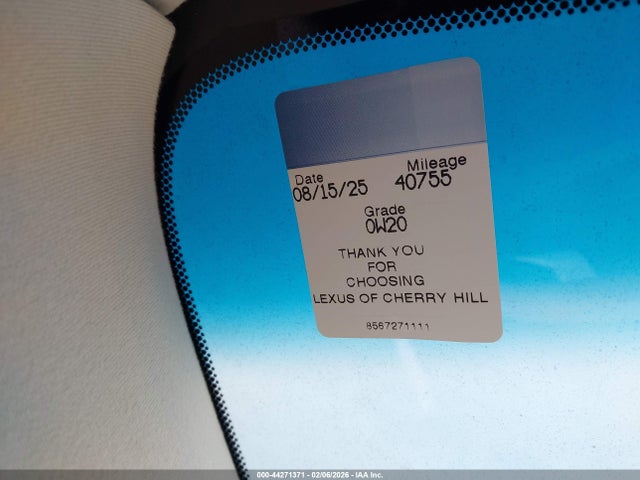 Date Mileage
08/15/25 40755
Grade
0W20
THANK YOU
FOR
CHOOSING
LEXUS OF CHERRY HILL
8567271111
000-44271371 - 02/06/2026 - IAA Inc.